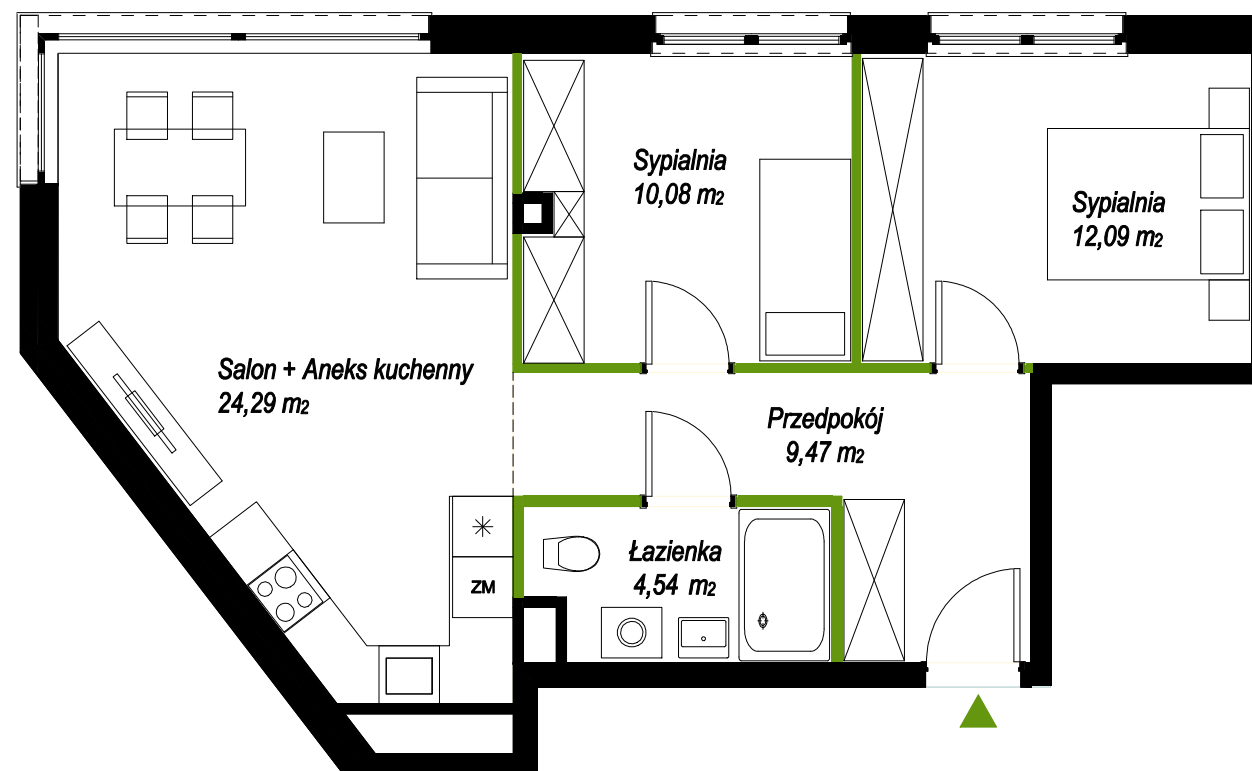 Sypialnia
10,08 m2
Sypialnia
12,09 m2
Salon + Aneks kuchenny
24,29 m2
Przedpokój
9,47 m2
Łazienka
4,54 m2
ZM